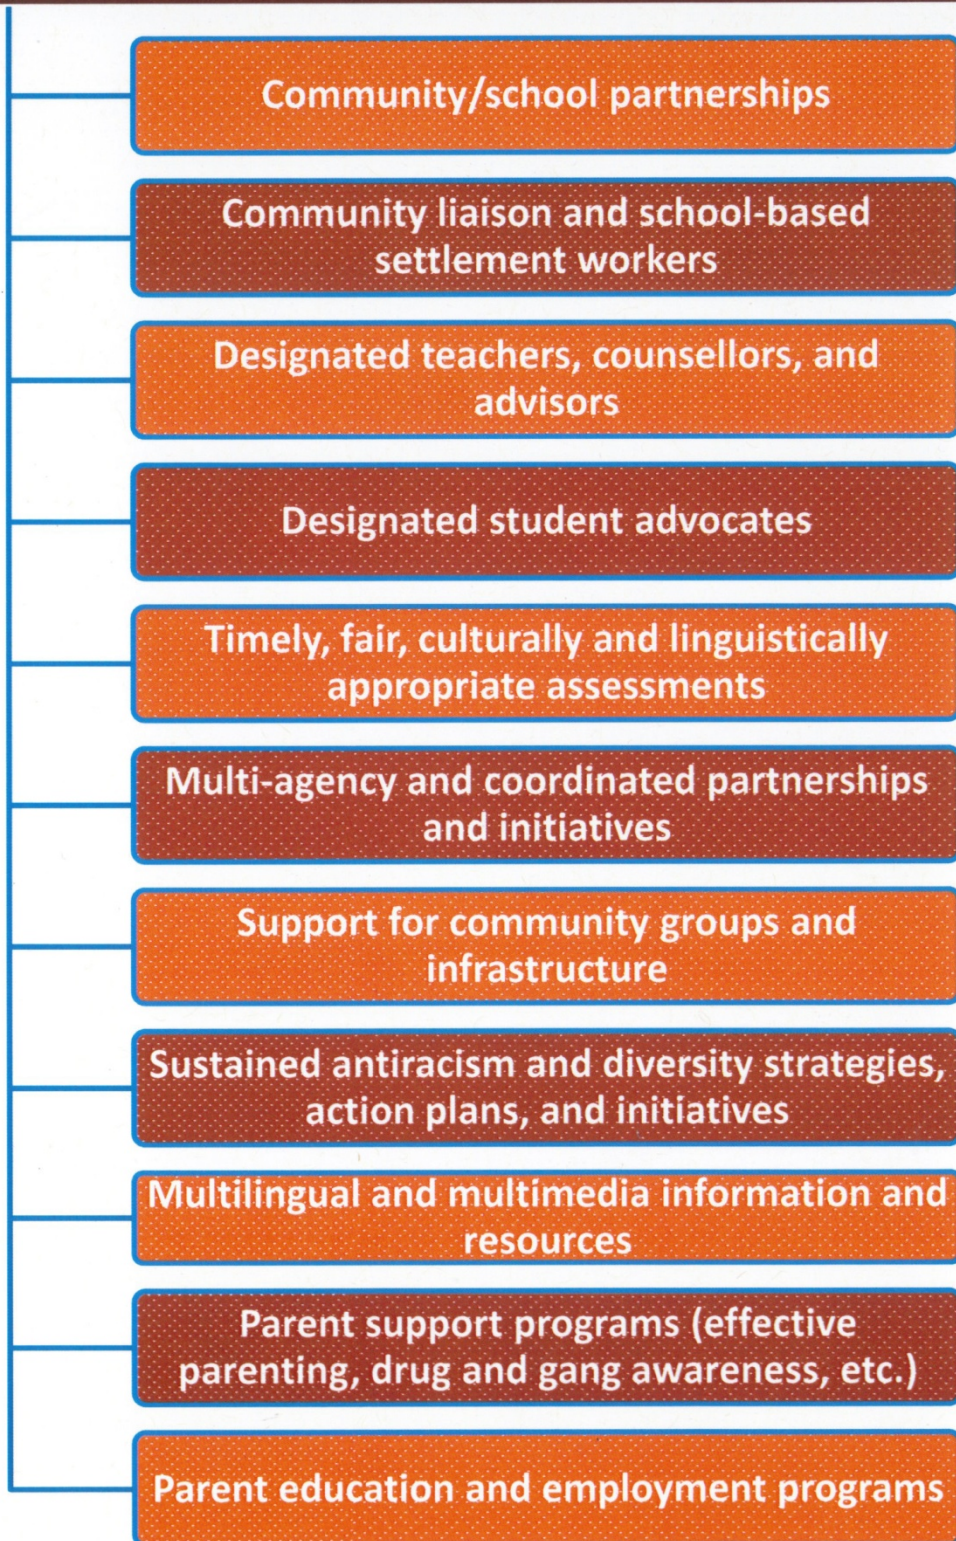 Community/school partnerships
Community liaison and school-based
settlement workers
Designated teachers, counsellors, and
advisors
Designated student advocates
Timely, fair, culturally and linguistically
appropriate assessments
Multi-agency and coordinated partnerships
and initiatives
Support for community groups and
infrastructure
Sustained antiracism and diversity strategies,
action plans, and initiatives
Multilingual and multimedia information and
resources
Parent support programs (effective
parenting, drug and gang awareness, etc.)
Parent education and employment programs